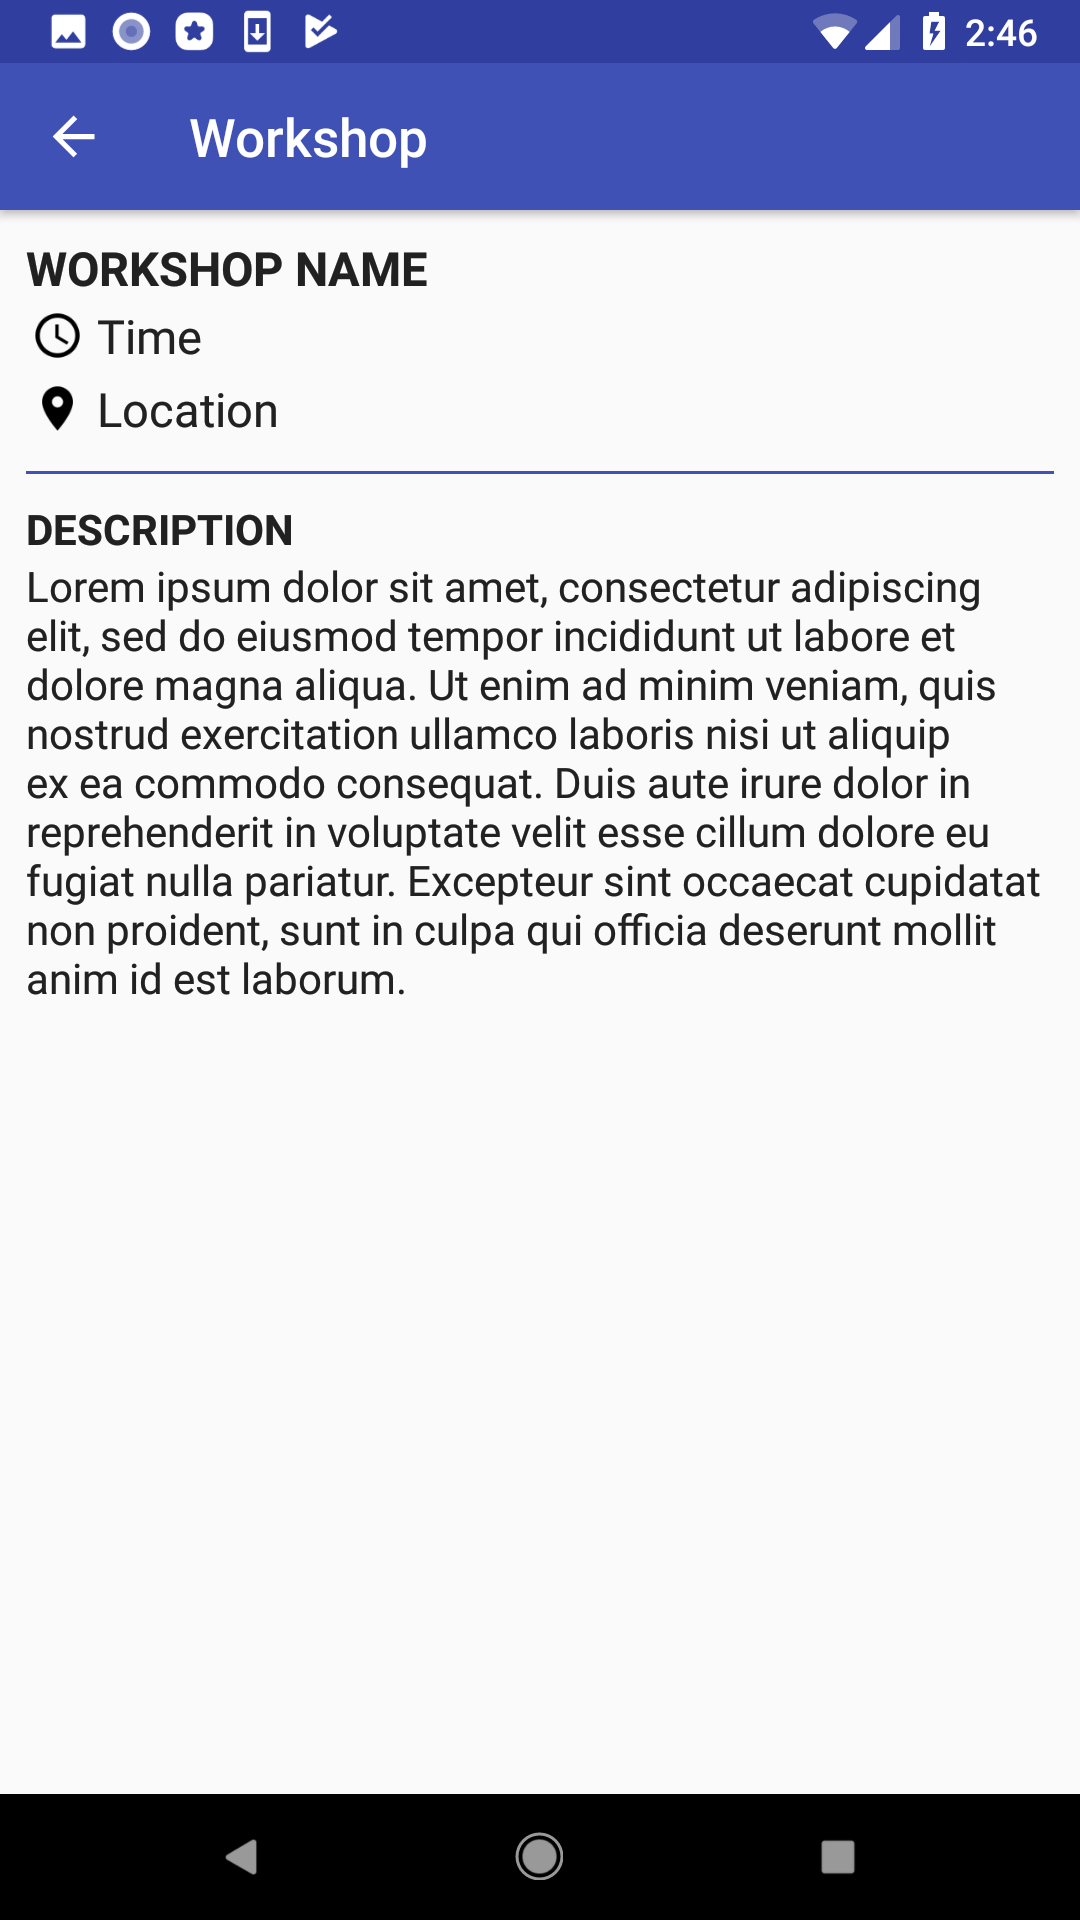 2:46
Workshop
WORKSHOP NAME
Time
Location
DESCRIPTION
Lorem ipsum dolor sit amet, consectetur adipiscing
elit, sed do eiusmod tempor incididunt ut labore et
dolore magna aliqua. Ut enim ad minim veniam, quis
nostrud exercitation ullamco laboris nisi ut aliquip
ex ea commodo consequat. Duis aute irure dolor in
reprehenderit in voluptate velit esse cillum dolore eu
fugiat nulla pariatur. Excepteur sint occaecat cupidatat
non proident, sunt in culpa qui officia deserunt mollit
anim id est laborum.